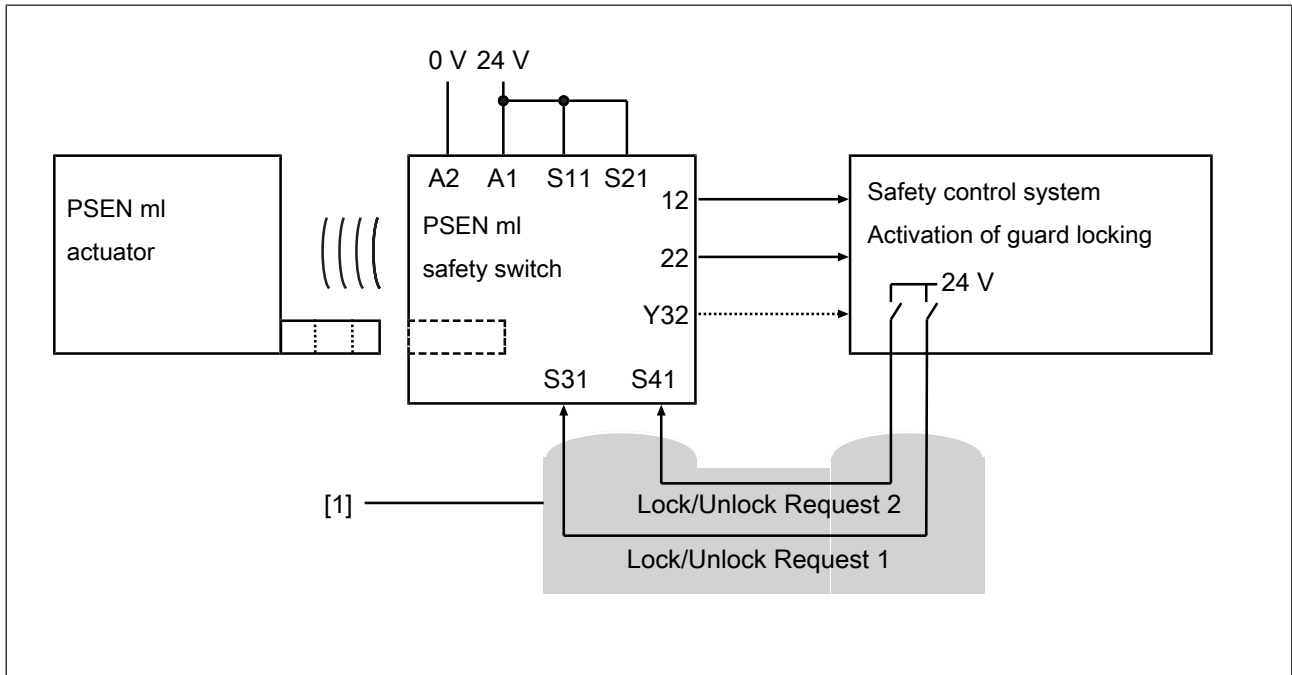 0 V 24 V
A2 A1 S11 S21
PSEN ml
actuator
PSEN ml
safety switch
12
22
Y32
S31 S41
Safety control system
Activation of guard locking
24 V
[1]
Lock/Unlock Request 2
Lock/Unlock Request 1